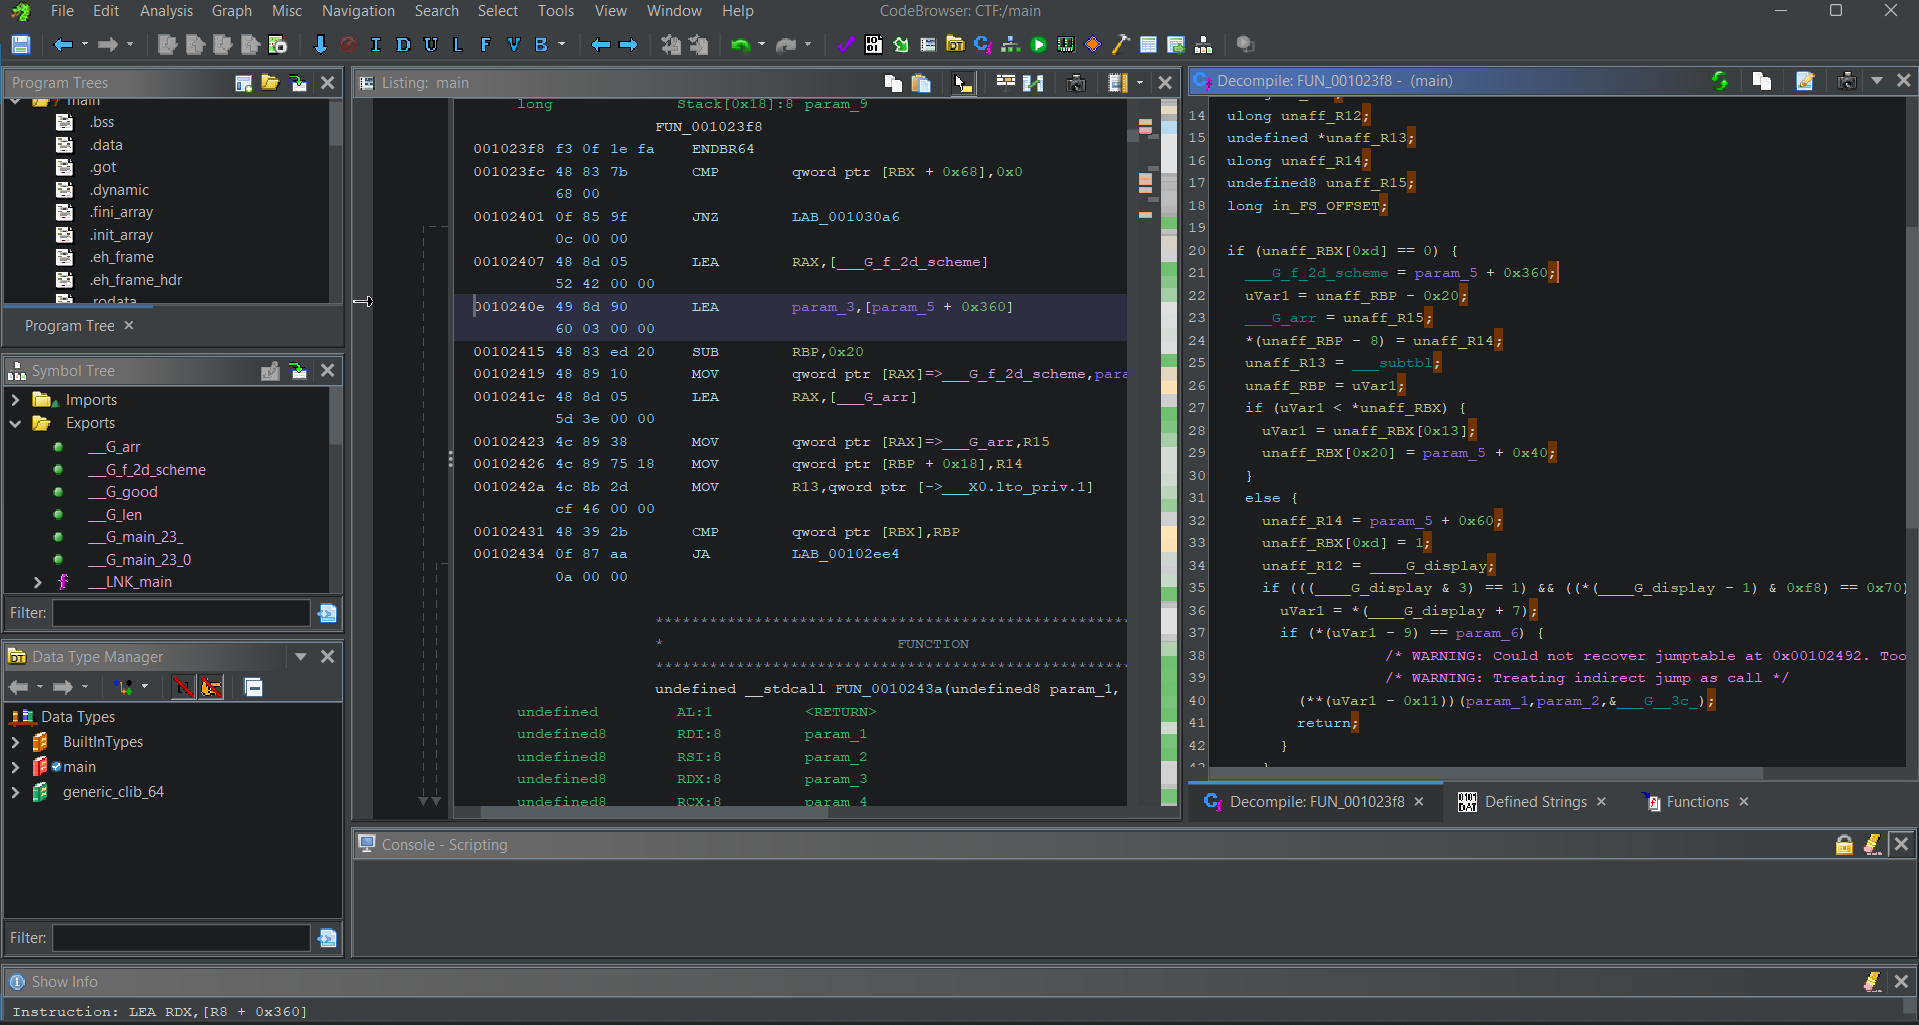 File Edit Analysis Graph Misc Navigation Search Select Tools View Window Help
CodeBrowser: CTF:/main
I D U L F V B
Program Trees
main
.bss
.data
.got
.dynamic
.fini_array
.init_array
.eh_frame
.eh_frame_hdr
.rodata
Program Tree
Symbol Tree
Imports
Exports
___G_arr
___G_f_2d_scheme
___G_good
___G_len
___G_main_23_
___G_main_23_0
___LNK_main
Filter:
Data Type Manager
Data Types
BuiltInTypes
main
generic_clib_64
Filter:
Listing: main
long Stack[0x18]:8 param_9
FUN_001023f8
001023f8 f3 0f 1e fa ENDBR64
001023fc 48 83 7b CMP qword ptr [RBX + 0x68],0x0
68 00
00102401 0f 85 9f JNZ LAB_001030a6
0c 00 00
00102407 48 8d 05 LEA RAX,[___G_f_2d_scheme]
52 42 00 00
0010240e 49 8d 90 LEA param_3,[param_5 + 0x360]
60 03 00 00
00102415 48 83 ed 20 SUB RBP,0x20
00102419 48 89 10 MOV qword ptr [RAX]=>___G_f_2d_scheme,para
0010241c 48 8d 05 LEA RAX,[___G_arr]
5d 3e 00 00
00102423 4c 89 38 MOV qword ptr [RAX]=>___G_arr,R15
00102426 4c 89 75 18 MOV qword ptr [RBP + 0x18],R14
0010242a 4c 8b 2d MOV R13,qword ptr [->___X0.lto_priv.1]
cf 46 00 00
00102431 48 39 2b CMP qword ptr [RBX],RBP
00102434 0f 87 aa JA LAB_00102ee4
0a 00 00
* FUNCTION
undefined __stdcall FUN_0010243a(undefined8 param_1,
undefined AL:1 <RETURN>
undefined8 RDI:8 param_1
undefined8 RSI:8 param_2
undefined8 RDX:8 param_3
undefined8 RCX:8 param_4
Decompile: FUN_001023f8 - (main)
14 ulong unaff_R12;
15 undefined *unaff_R13;
16 ulong unaff_R14;
17 undefined8 unaff_R15;
18 long in_FS_OFFSET;
19
20 if (unaff_RBX[0xd] == 0) {
21 ___G_f_2d_scheme = param_5 + 0x360;
22 uVar1 = unaff_RBP - 0x20;
23 ___G_arr = unaff_R15;
24 *(unaff_RBP - 8) = unaff_R14;
25 unaff_R13 = ___subtbl;
26 unaff_RBP = uVar1;
27 if (uVar1 < *unaff_RBX) {
28 uVar1 = unaff_RBX[0x13];
29 unaff_RBX[0x20] = param_5 + 0x40;
30 }
31 else {
32 unaff_R14 = param_5 + 0x60;
33 unaff_RBX[0xd] = 1;
34 unaff_R12 = ____G_display;
35 if (((____G_display & 3) == 1) && ((*(____G_display - 1) & 0xf8) == 0x70)
36 uVar1 = *(____G_display + 7);
37 if (*(uVar1 - 9) == param_6) {
38 /* WARNING: Could not recover jumptable at 0x00102492. Too
39 /* WARNING: Treating indirect jump as call */
40 (**(uVar1 - 0x11))(param_1,param_2,&___G__3c_);
41 return;
42 }
43 }
Decompile: FUN_001023f8
Defined Strings
Functions
Console - Scripting
Show Info
Instruction: LEA RDX,[R8 + 0x360]